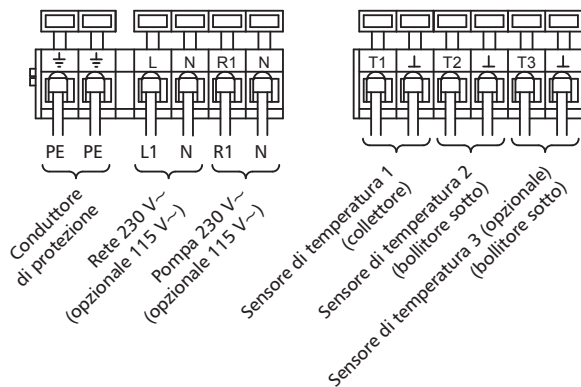 L N R1 N
T1 ⊥ T2 ⊥ T3 ⊥
PE PE L1 N R1 N
Conduttore
di protezione
Rete 230 V~
(opzionale 115 V~)
Pompa 230 V~
(opzionale 115 V~)
Sensore di temperatura 1
(collettore)
Sensore di temperatura 2
(bollitore sotto)
Sensore di temperatura 3 (opzionale)
(bollitore sotto)